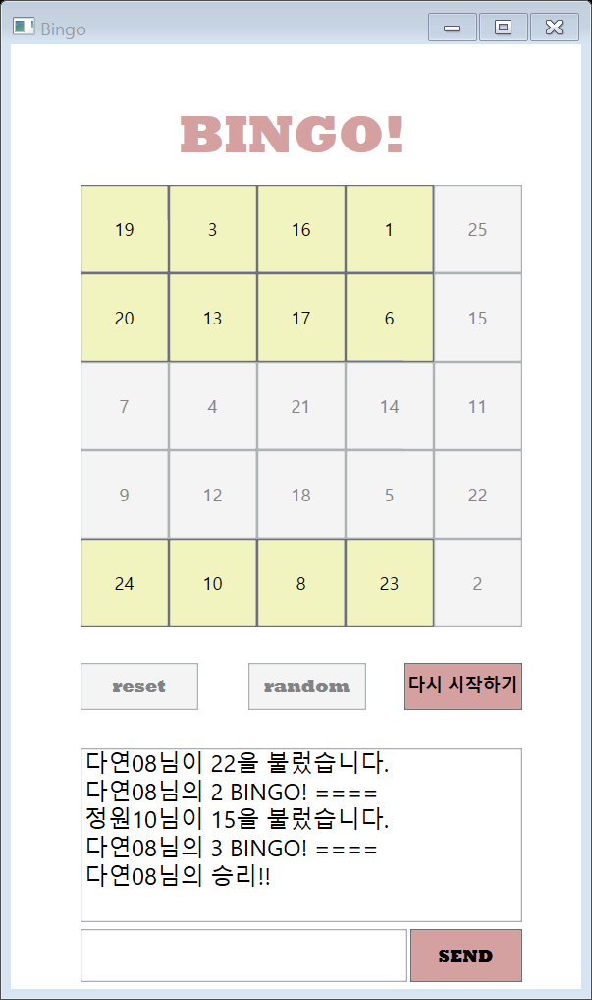 Bingo
BINGO!
19 3 16 1 25
20 13 17 6 15
7 4 21 14 11
9 12 18 5 22
24 10 8 23 2
reset random 다시 시작하기
다연08님이 22을 불렀습니다.
다연08님의 2 BINGO! ====
정원10님이 15을 불렀습니다.
다연08님의 3 BINGO! ====
다연08님의 승리!!
SEND